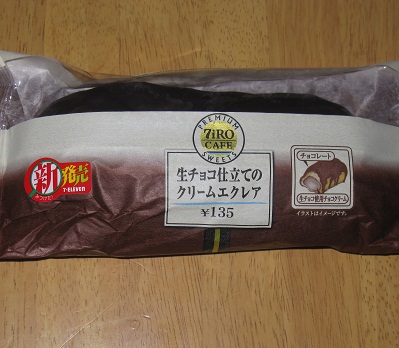 PREMIUM
7iRO
CAFE
SWEETS
新発売
7-ELEVEN
生チョコ仕立ての
クリームエクレア
¥135
チョコレート
生チョコ使用チョコクリーム
イラストはイメージです。